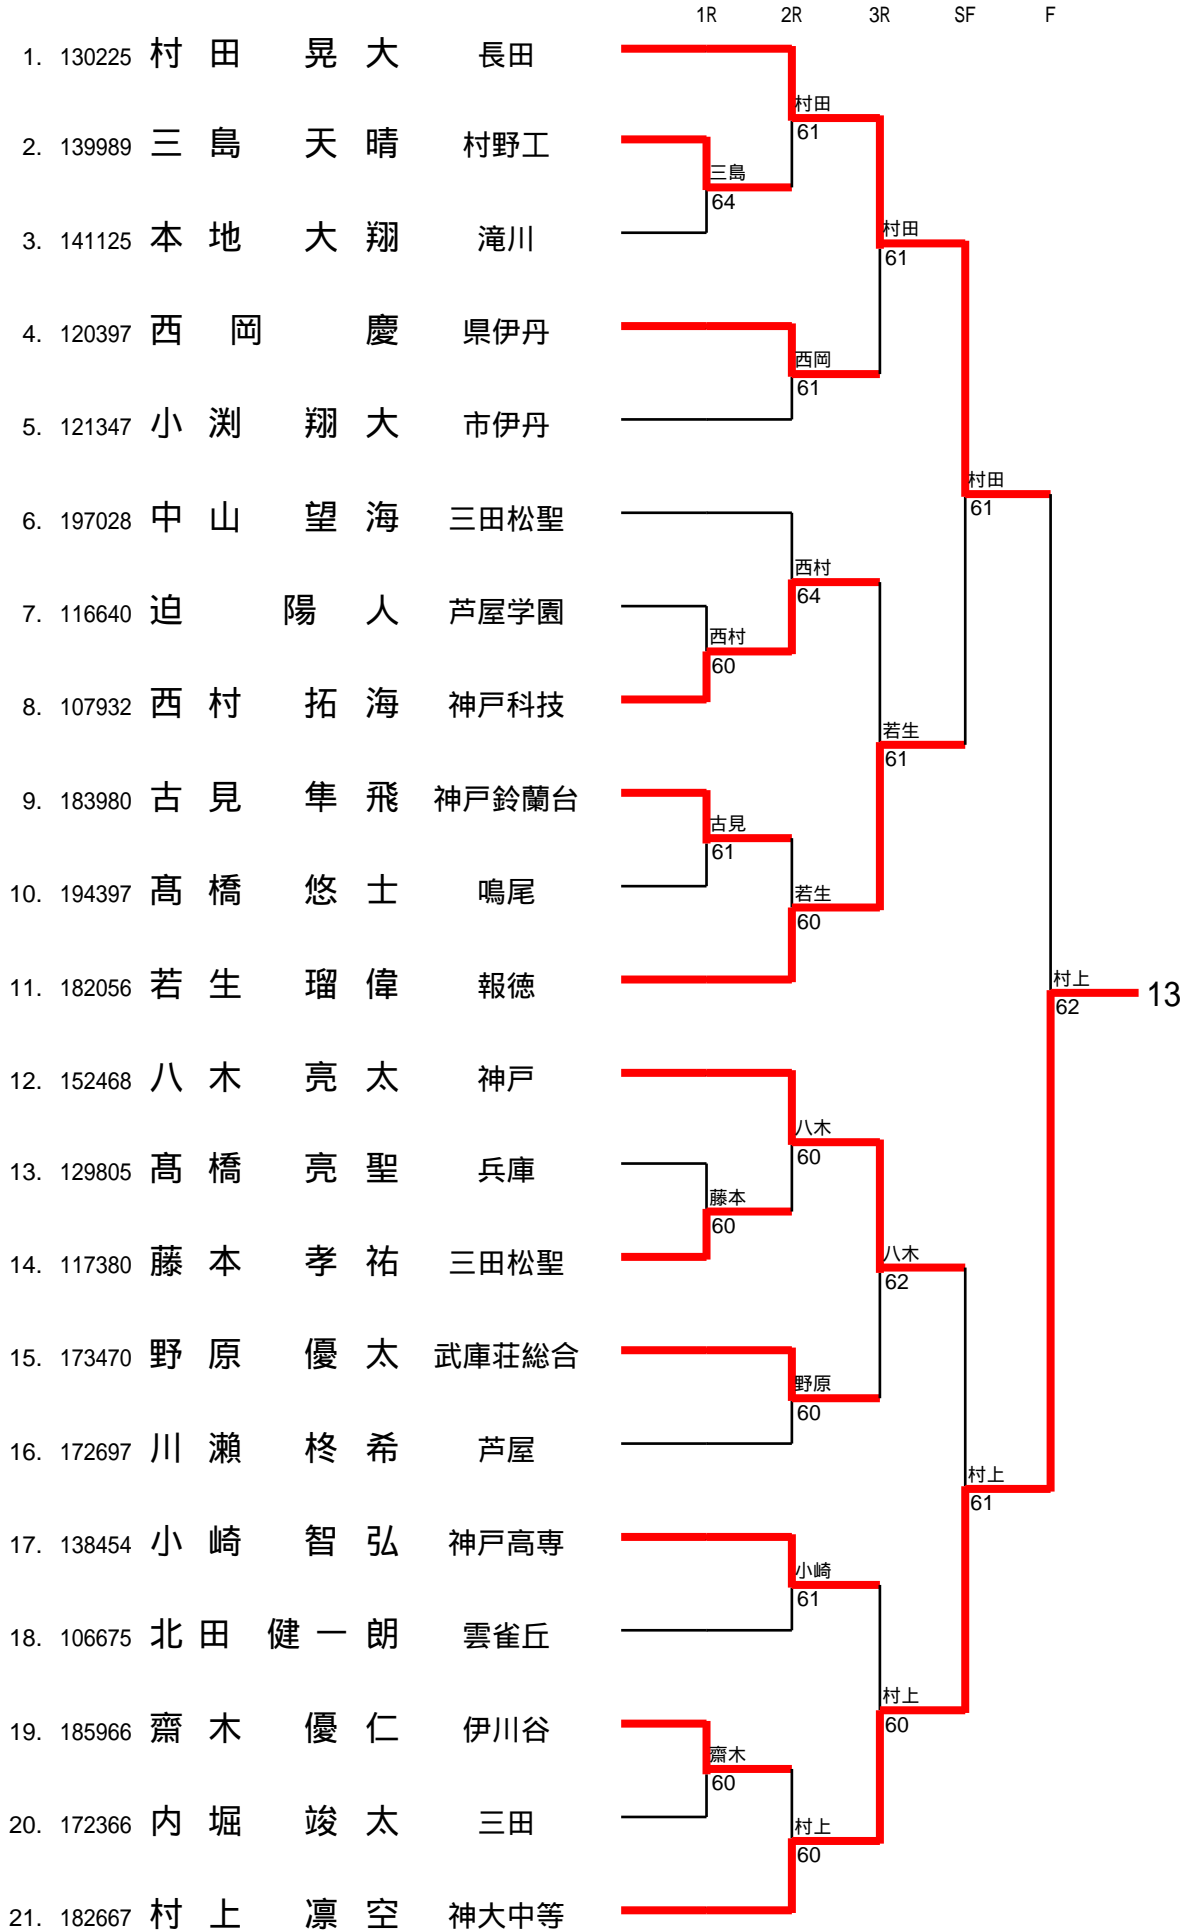 1R 2R 3R SF F
1. 130225 村田 晃大 長田
村田
61
2. 139989 三島 天晴 村野工
三島
64
3. 141125 本地 大翔 滝川
村田
61
4. 120397 西岡 慶 県伊丹
西岡
61
5. 121347 小渕 翔大 市伊丹
村田
61
6. 197028 中山 望海 三田松聖
西村
64
7. 116640 迫 陽人 芦屋学園
西村
60
8. 107932 西村 拓海 神戸科技
若生
61
9. 183980 古見 隼飛 神戸鈴蘭台
古見
61
10. 194397 髙橋 悠士 鳴尾
若生
60
11. 182056 若生 瑠偉 報徳
村上
62
13
12. 152468 八木 亮太 神戸
八木
60
13. 129805 髙橋 亮聖 兵庫
藤本
60
14. 117380 藤本 孝祐 三田松聖
八木
62
15. 173470 野原 優太 武庫荘総合
野原
60
16. 172697 川瀬 柊希 芦屋
村上
61
17. 138454 小崎 智弘 神戸高専
小崎
61
18. 106675 北田 健一朗 雲雀丘
村上
60
19. 185966 齋木 優仁 伊川谷
齋木
60
20. 172366 内堀 竣太 三田
村上
60
21. 182667 村上 凛空 神大中等